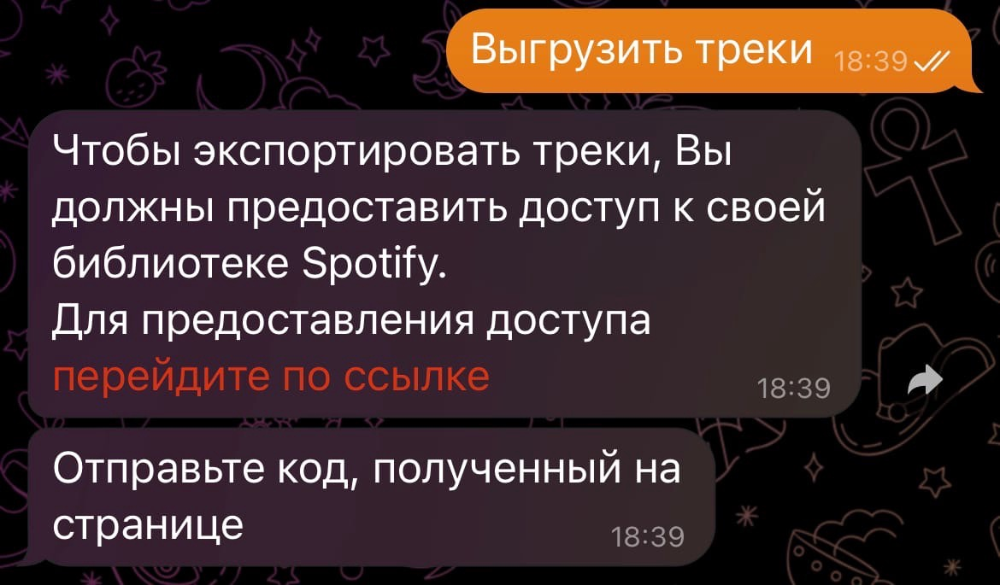 Выгрузить треки 18:39
Чтобы экспортировать треки, Вы
должны предоставить доступ к своей
библиотеке Spotify.
Для предоставления доступа
перейдите по ссылке 18:39
Отправьте код, полученный на
странице 18:39